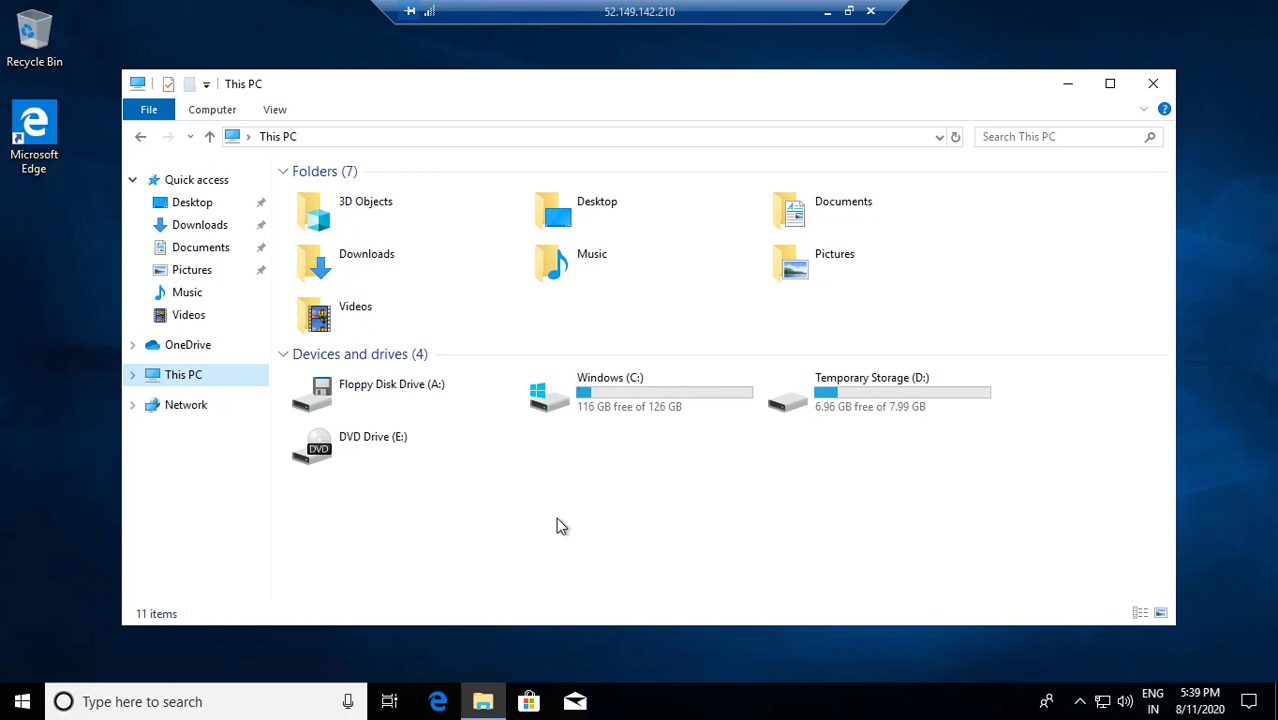 52.149.142.210
Recycle Bin
Microsoft
Edge
This PC
File Computer View
This PC
Search This PC
Quick access
Desktop
Downloads
Documents
Pictures
Music
Videos
OneDrive
This PC
Network
Folders (7)
3D Objects
Desktop
Documents
Downloads
Music
Pictures
Videos
Devices and drives (4)
Floppy Disk Drive (A:)
Windows (C:)
116 GB free of 126 GB
Temporary Storage (D:)
6.96 GB free of 7.99 GB
DVD Drive (E:)
DVD
11 items
Type here to search
ENG
IN
5:39 PM
8/11/2020